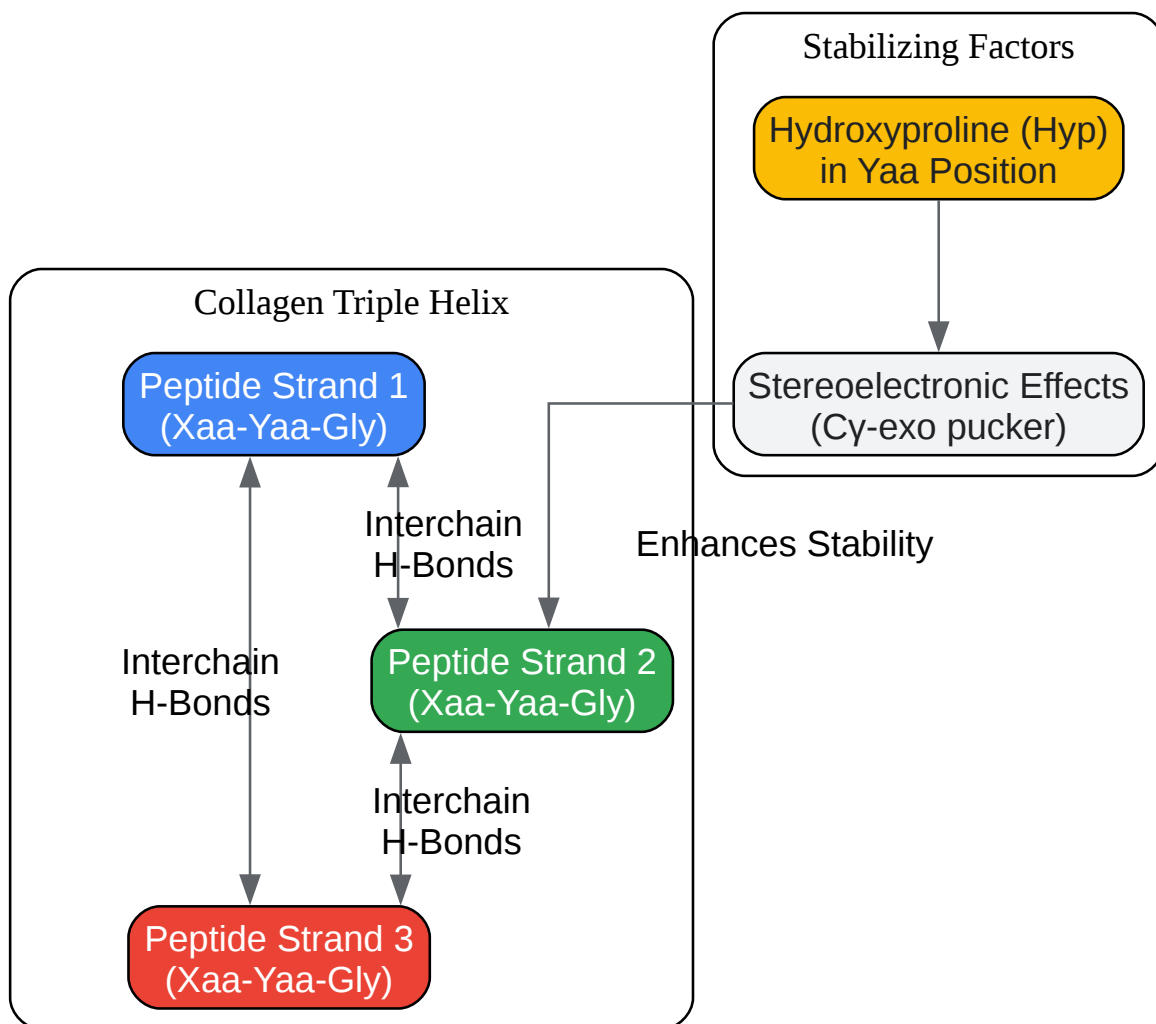 Stabilizing Factors
Hydroxyproline (Hyp)
in Yaa Position
Collagen Triple Helix
Peptide Strand 1
(Xaa-Yaa-Gly)
Stereoelectronic Effects
(Cγ-exo pucker)
Interchain
H-Bonds
Enhances Stability
Interchain
H-Bonds
Peptide Strand 2
(Xaa-Yaa-Gly)
Interchain
H-Bonds
Peptide Strand 3
(Xaa-Yaa-Gly)